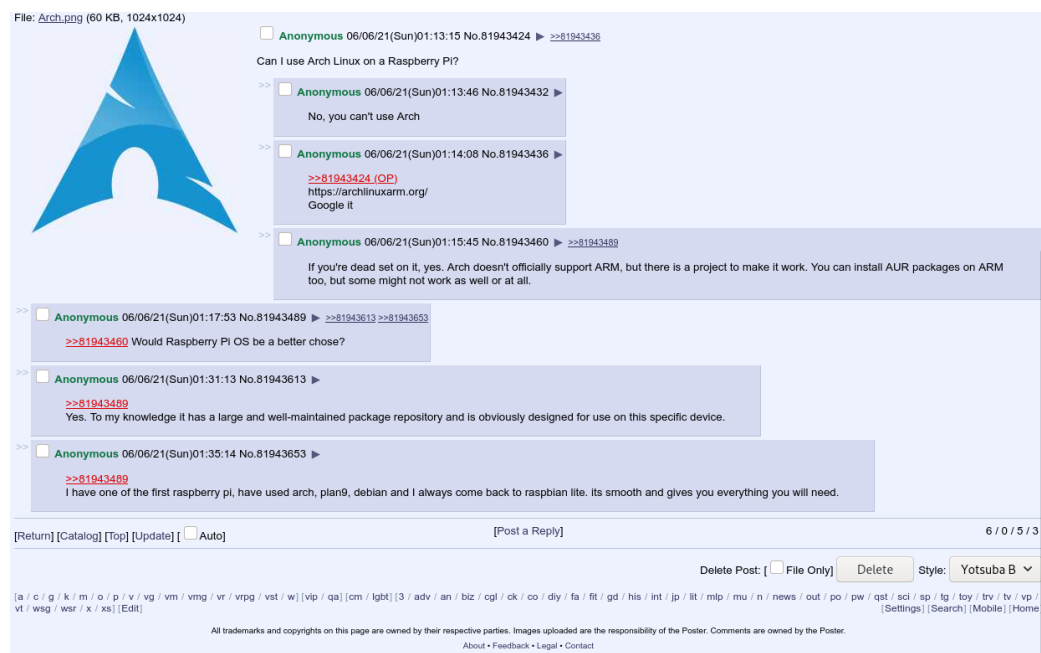 File: Arch.png (60 KB, 1024x1024)
Anonymous 06/06/21(Sun)01:13:15 No.81943424 ▶ >>81943436
Can I use Arch Linux on a Raspberry Pi?
>> Anonymous 06/06/21(Sun)01:13:46 No.81943432 ▶
No, you can't use Arch
>> Anonymous 06/06/21(Sun)01:14:08 No.81943436 ▶
>>81943424 (OP)
https://archlinuxarm.org/
Google it
>> Anonymous 06/06/21(Sun)01:15:45 No.81943460 ▶ >>81943489
If you're dead set on it, yes. Arch doesn't officially support ARM, but there is a project to make it work. You can install AUR packages on ARM
too, but some might not work as well or at all.
>> Anonymous 06/06/21(Sun)01:17:53 No.81943489 ▶ >>81943613 >>81943653
>>81943460 Would Raspberry Pi OS be a better chose?
>> Anonymous 06/06/21(Sun)01:31:13 No.81943613 ▶
>>81943489
Yes. To my knowledge it has a large and well-maintained package repository and is obviously designed for use on this specific device.
>> Anonymous 06/06/21(Sun)01:35:14 No.81943653 ▶
>>81943489
I have one of the first raspberry pi, have used arch, plan9, debian and I always come back to raspbian lite. its smooth and gives you everything you will need.
[Return] [Catalog] [Top] [Update] [ Auto] [Post a Reply] 6 / 0 / 5 / 3
Delete Post: [ File Only] Delete Style: Yotsuba B
[a / c / g / k / m / o / p / v / vg / vm / vmg / vr / vrpg / vst / w] [vip / qa] [cm / lgbt] [3 / adv / an / biz / cgl / ck / co / diy / fa / fit / gd / his / int / jp / lit / mlp / mu / n / news / out / po / pw / qst / sci / sp / tg / toy / trv / tv / vp /
vt / wsg / wsr / x / xs] [Edit] [Settings] [Search] [Mobile] [Home
All trademarks and copyrights on this page are owned by their respective parties. Images uploaded are the responsibility of the Poster. Comments are owned by the Poster.
About • Feedback • Legal • Contact